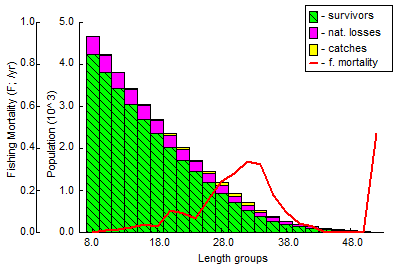 - survivors
- nat. losses
- catches
- f. mortality
Fishing Mortality (F; /yr)
1.0
0.8
0.6
0.4
0.2
0.0
Population (10^3)
5.0
4.0
3.0
2.0
1.0
0.0
8.0 18.0 28.0 38.0 48.0
Length groups